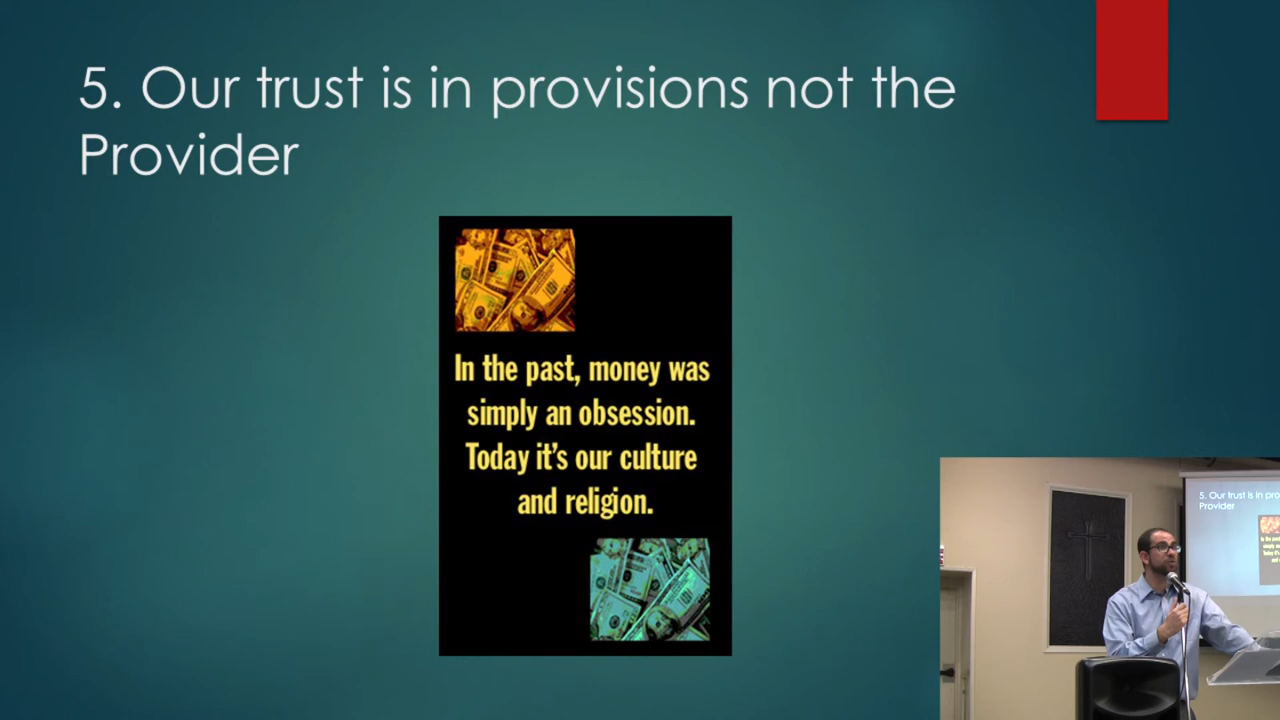 5. Our trust is in provisions not the
Provider
In the past, money was
simply an obsession.
Today it's our culture
and religion.
5. Our trust is in pro
Provider